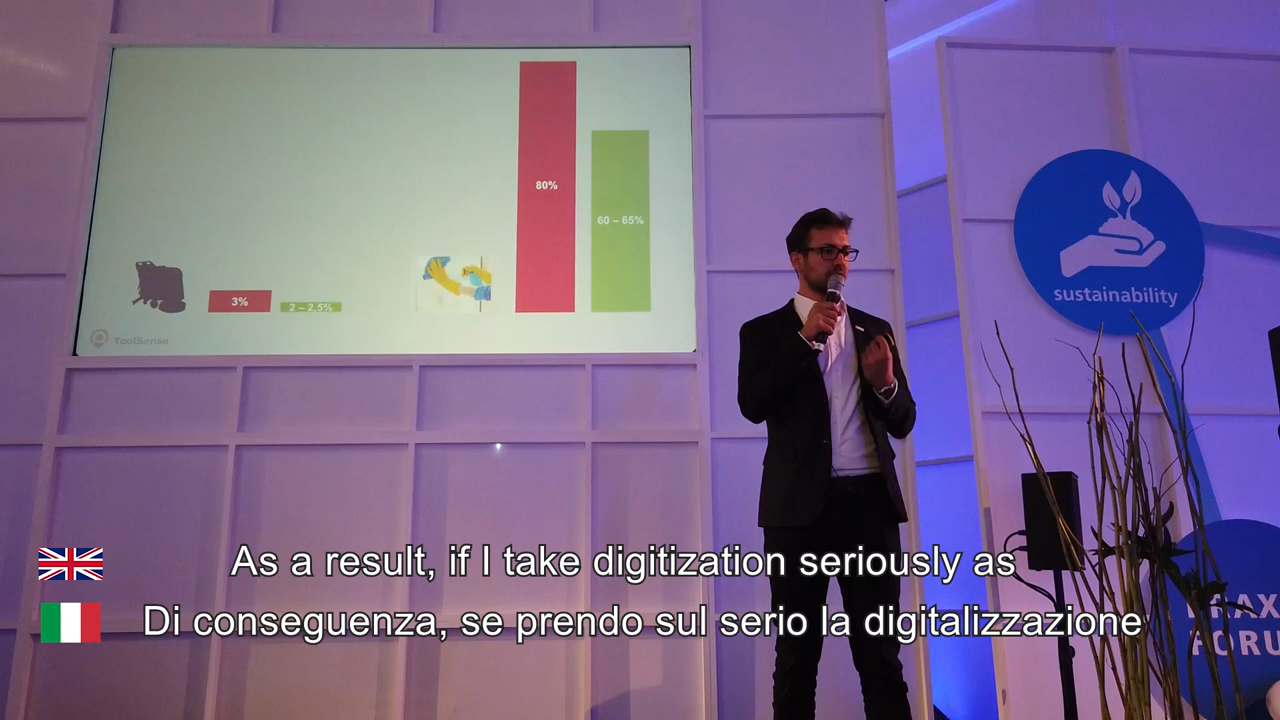 80%
60 – 65%
3%
2 – 2,5%
ToolSense
sustainability
As a result, if I take digitization seriously as
Di conseguenza, se prendo sul serio la digitalizzazione